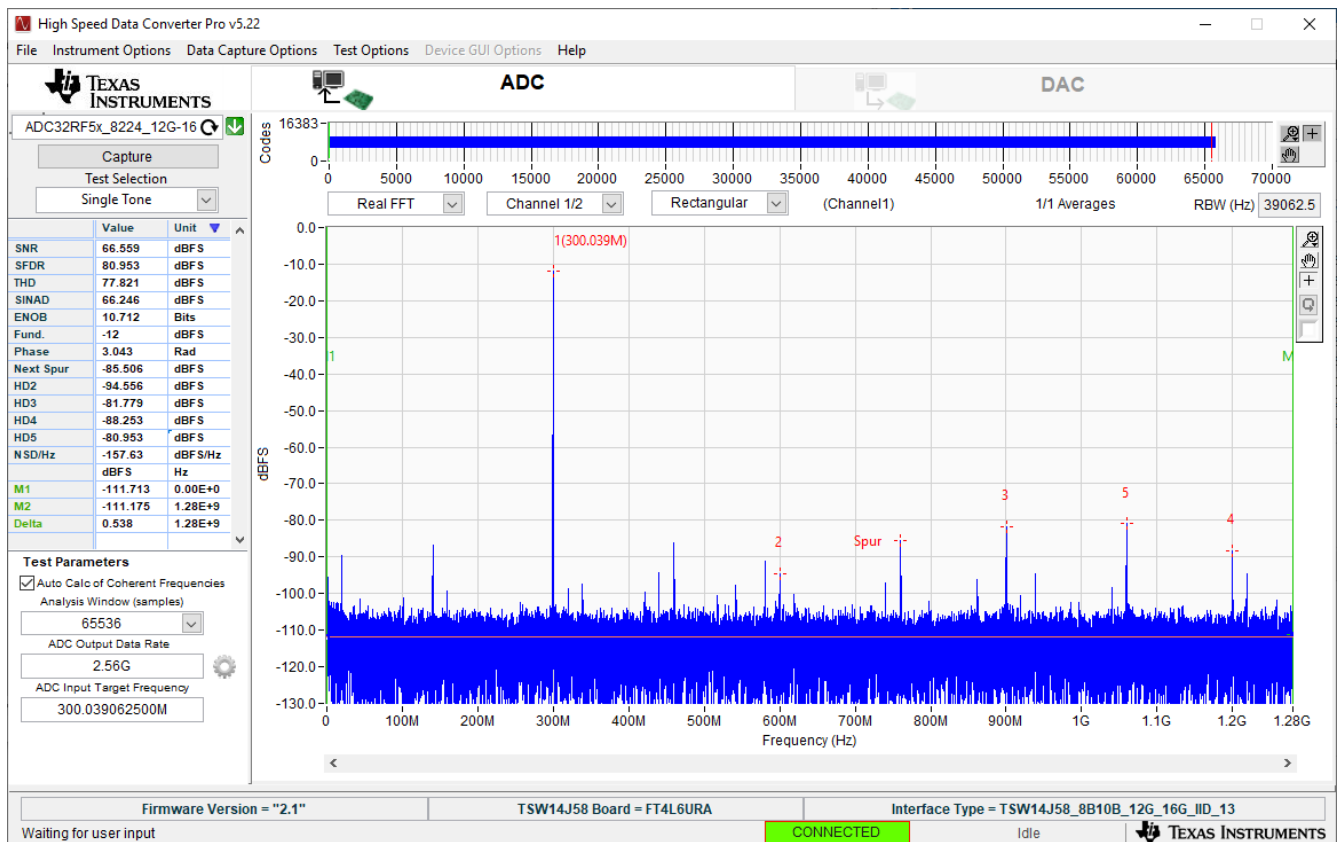 High Speed Data Converter Pro v5.22
File Instrument Options Data Capture Options Test Options Device GUI Options Help
TEXAS INSTRUMENTS
ADC
DAC
ADC32RF5x_8224_12G-16
Capture
Test Selection
Single Tone
Codes
16383
0
0 5000 10000 15000 20000 25000 30000 35000 40000 45000 50000 55000 60000 65000 70000
Real FFT Channel 1/2 Rectangular (Channel1) 1/1 Averages RBW (Hz) 39062.5
Value Unit
SNR 66.559 dBFS
SFDR 80.953 dBFS
THD 77.821 dBFS
SINAD 66.246 dBFS
ENOB 10.712 Bits
Fund. -12 dBFS
Phase 3.043 Rad
Next Spur -85.506 dBFS
HD2 -94.556 dBFS
HD3 -81.779 dBFS
HD4 -88.253 dBFS
HD5 -80.953 dBFS
NSD/Hz -157.63 dBFS/Hz
dBFS Hz
M1 -111.713 0.00E+0
M2 -111.175 1.28E+9
Delta 0.538 1.28E+9
Test Parameters
Auto Calc of Coherent Frequencies
Analysis Window (samples)
65536
ADC Output Data Rate
2.56G
ADC Input Target Frequency
300.039062500M
dBFS
0.0
-10.0
-20.0
-30.0
-40.0
-50.0
-60.0
-70.0
-80.0
-90.0
-100.0
-110.0
-120.0
-130.0
1(300.039M)
1
M
2
Spur
3
5
4
0 100M 200M 300M 400M 500M 600M 700M 800M 900M 1G 1.1G 1.2G 1.28G
Frequency (Hz)
Firmware Version = "2.1" TSW14J58 Board = FT4L6URA Interface Type = TSW14J58_8B10B_12G_16G_IID_13
Waiting for user input CONNECTED Idle TEXAS INSTRUMENTS